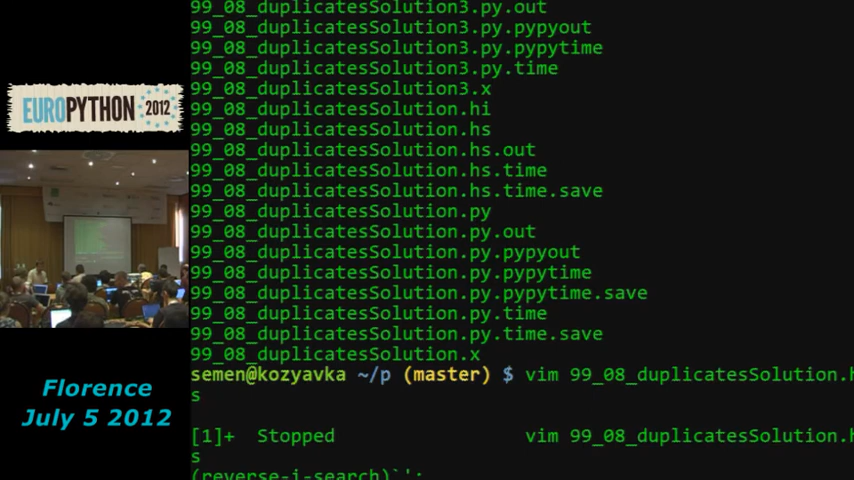 EUROPYTHON 2012
Florence
July 5 2012
99_08_duplicatesSolution3.py.out
99_08_duplicatesSolution3.py.pypyout
99_08_duplicatesSolution3.py.pypytime
99_08_duplicatesSolution3.py.time
99_08_duplicatesSolution3.x
99_08_duplicatesSolution.hi
99_08_duplicatesSolution.hs
99_08_duplicatesSolution.hs.out
99_08_duplicatesSolution.hs.time
99_08_duplicatesSolution.hs.time.save
99_08_duplicatesSolution.py
99_08_duplicatesSolution.py.out
99_08_duplicatesSolution.py.pypyout
99_08_duplicatesSolution.py.pypytime
99_08_duplicatesSolution.py.pypytime.save
99_08_duplicatesSolution.py.time
99_08_duplicatesSolution.py.time.save
99_08_duplicatesSolution.x
semen@kozyavka ~/p (master) $ vim 99_08_duplicatesSolution.h
s
[1]+  Stopped                 vim 99_08_duplicatesSolution.h
s
(reverse-i-search)`':